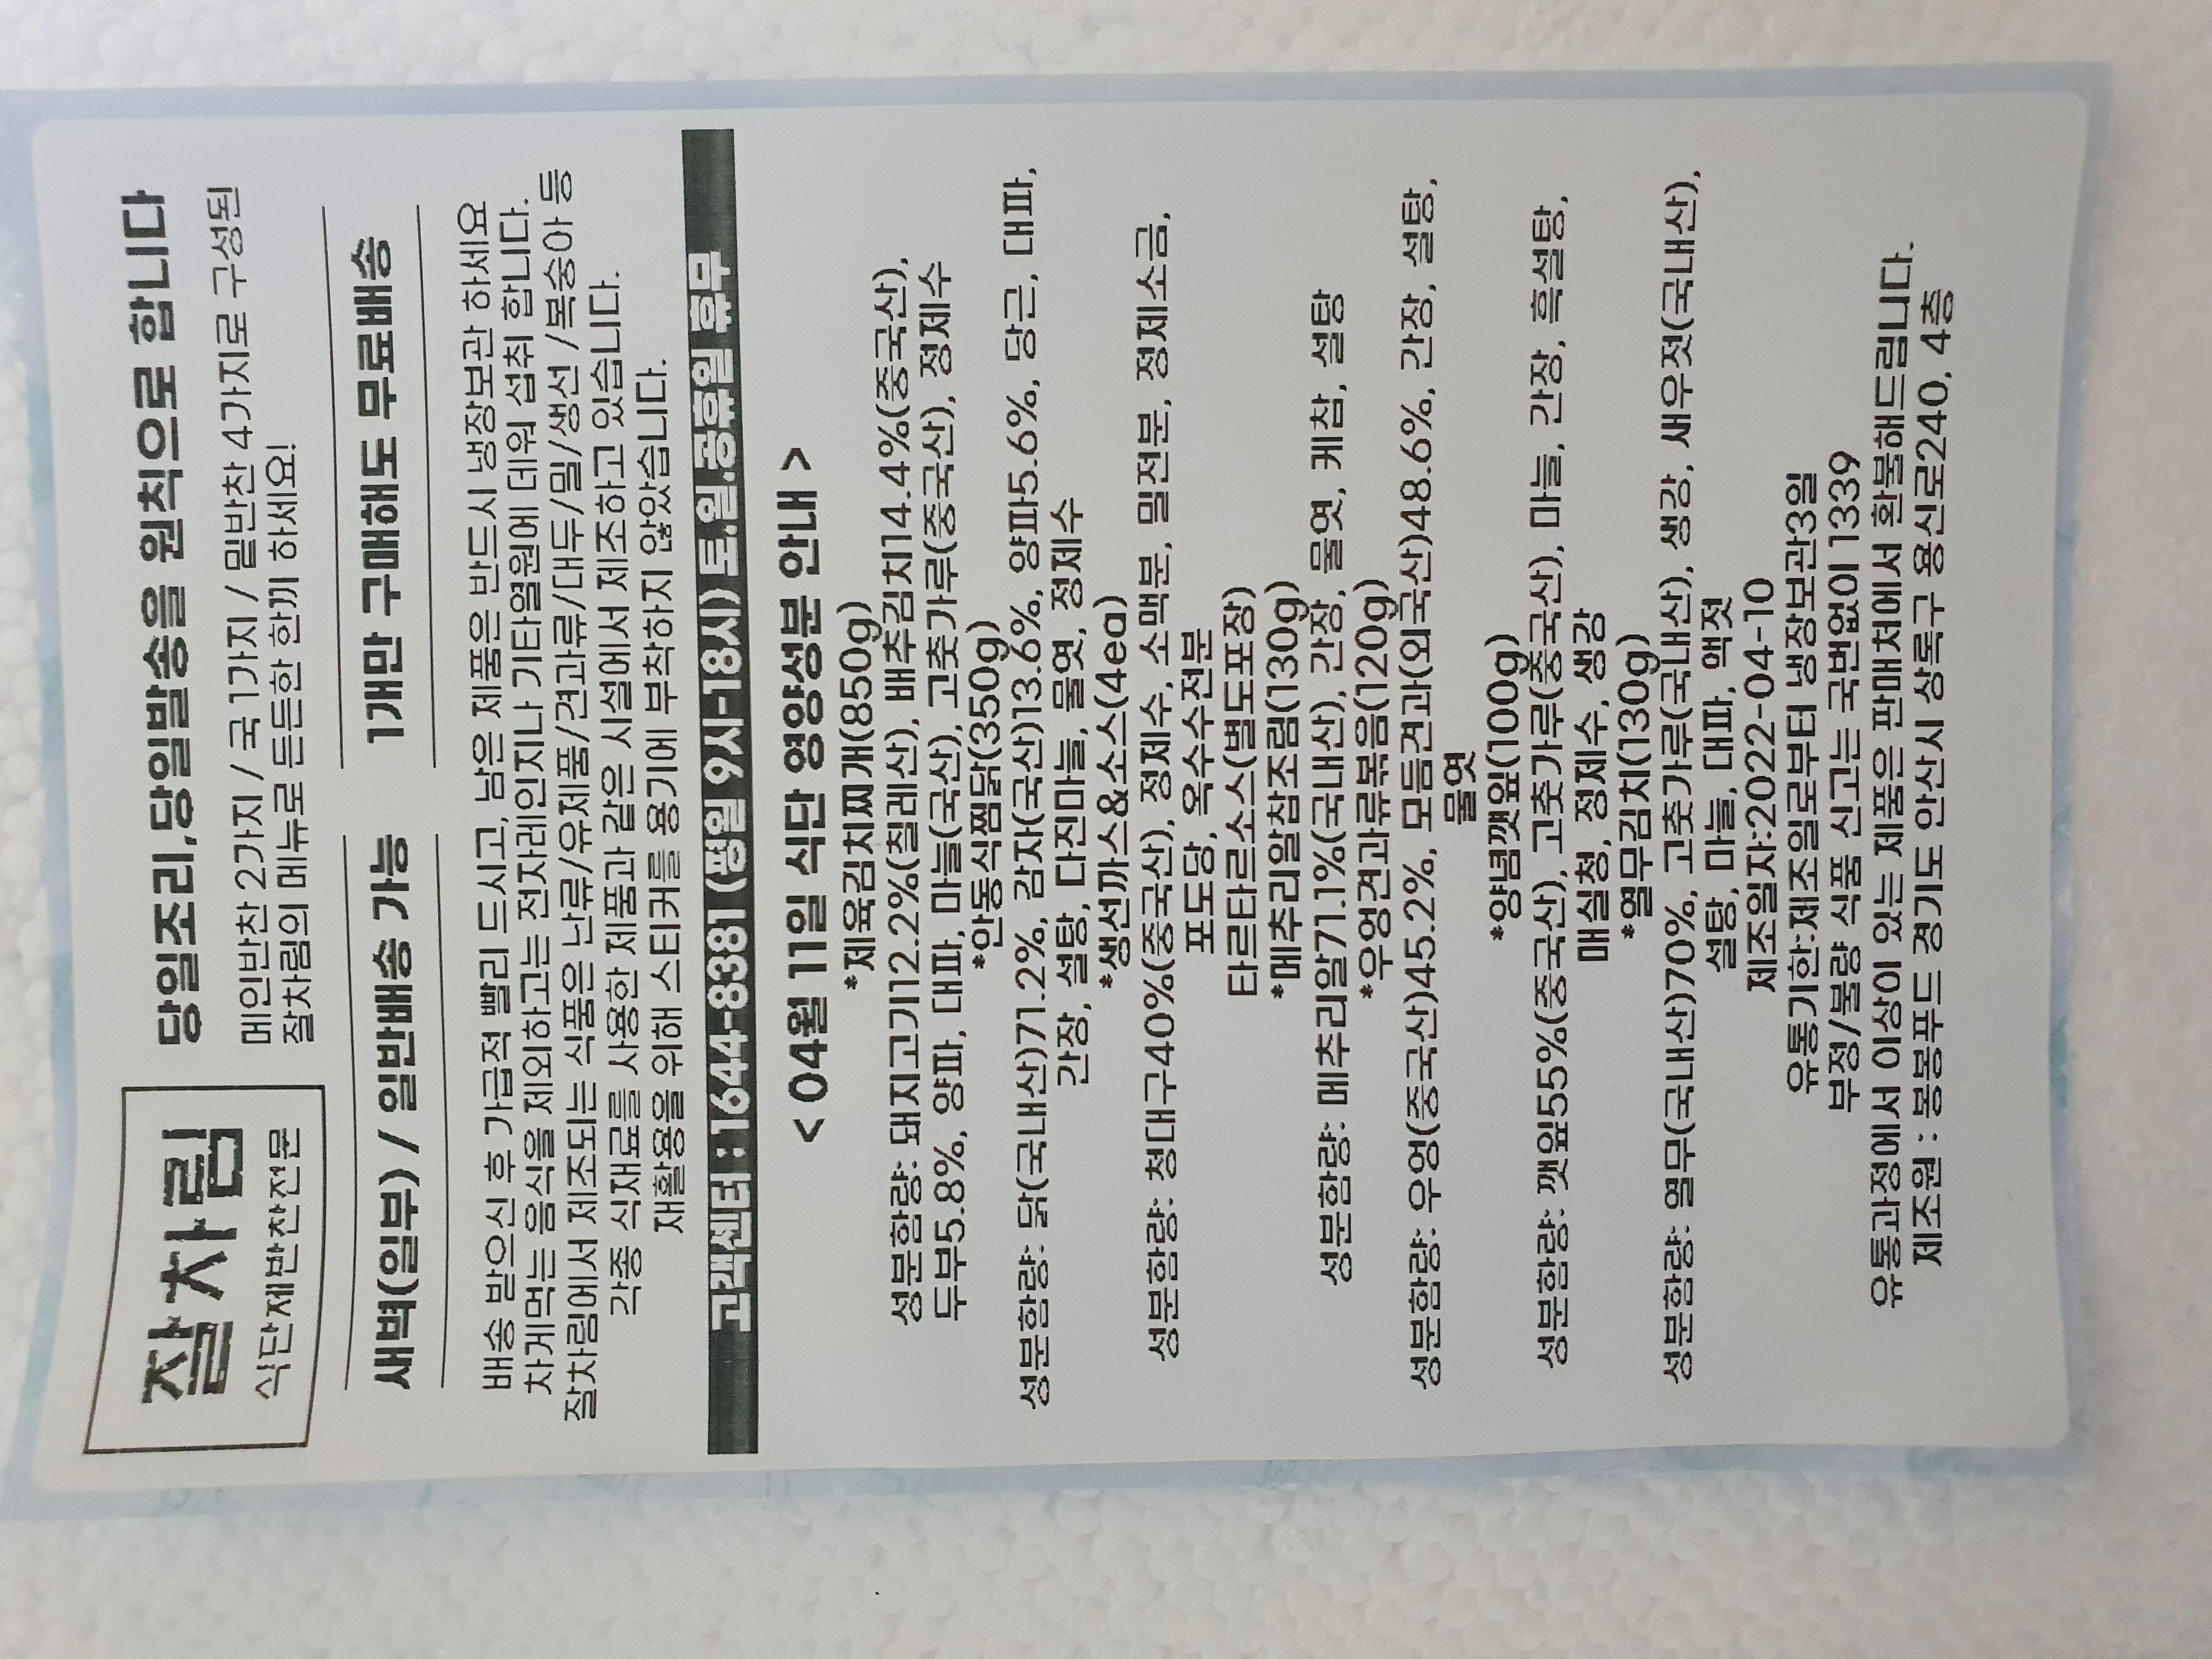 잘차림
식단제반찬전문
당일조리,당일발송을 원칙으로 합니다
메인반찬 2가지 / 국 1가지 / 밑반찬 4가지로 구성된
잘차림의 메뉴로 든든한 한끼 하세요!
새벽(일부) / 일반배송 가능
1개만 구매해도 무료배송
배송 받으신 후 가급적 빨리 드시고, 남은 제품은 반드시 냉장보관 하세요
차게먹는 음식을 제외하고는 전자레인지나 기타열원에 데워 섭취 합니다.
잘차림에서 제조되는 식품은 난류/유제품/견과류/대두/밀/생선 /복숭아 등
각종 식재료를 사용한 제품과 같은 시설에서 제조하고 있습니다.
재활용을 위해 스티커를 용기에 부착하지 않았습니다.
고객센터 : 1644-8381 (평일 9시-18시) 토.일.공휴일 휴무
< 04월 11일 식단 영양성분 안내 >
*제육김치찌개(850g)
성분함량: 돼지고기12.2%(칠레산), 배추김치14.4%(중국산),
두부5.8%, 양파, 대파, 마늘(국산), 고춧가루(중국산), 정제수
*안동식찜닭(350g)
성분함량: 닭(국내산)71.2%, 감자(국산)13.6%, 양파5.6%, 당근, 대파,
간장, 설탕, 다진마늘, 물엿, 정제수
*생선까스&소스(4ea)
성분함량: 청대구40%(중국산), 정제수, 소맥분, 밀전분, 정제소금,
포도당, 옥수수전분
타르타르소스(별도포장)
*메추리알참조림(130g)
성분함량: 메추리알71.1%(국내산), 간장, 물엿, 케찹, 설탕
*우엉견과류볶음(120g)
성분함량: 우엉(중국산)45.2%, 모듬견과(외국산)48.6%, 간장, 설탕,
물엿
*양념깻잎(100g)
성분함량: 깻잎55%(중국산), 고춧가루(중국산), 마늘, 간장, 흑설탕,
매실청, 정제수, 생강
*열무김치(130g)
성분함량: 열무(국내산)70%, 고춧가루(국내산), 생강, 새우젓(국내산),
설탕, 마늘, 대파, 액젓
제조일자:2022-04-10
유통기한:제조일로부터 냉장보관3일
부정/불량 식품 신고는 국번없이 1339
유통과정에서 이상이 있는 제품은 판매처에서 환불해드립니다.
제조원 : 봉봉푸드 경기도 안산시 상록구 용신로240, 4층